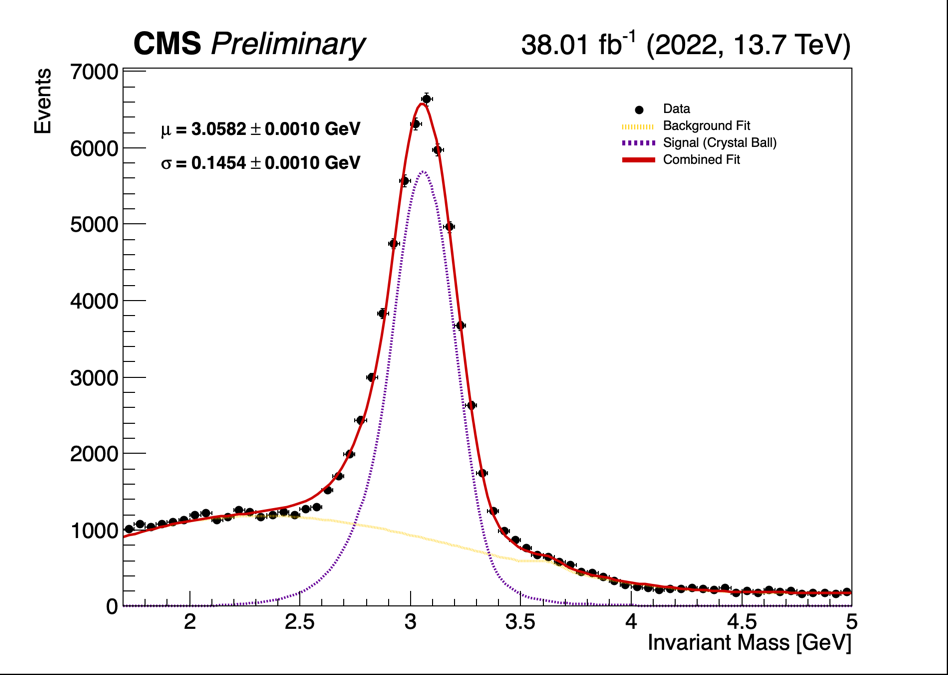 CMS Preliminary 38.01 fb⁻¹ (2022, 13.7 TeV)
Events
7000
6000
5000
4000
3000
2000
1000
0
μ = 3.0582 ± 0.0010 GeV
σ = 0.1454 ± 0.0010 GeV
Data
Background Fit
Signal (Crystal Ball)
Combined Fit
2 2.5 3 3.5 4 4.5 5
Invariant Mass [GeV]